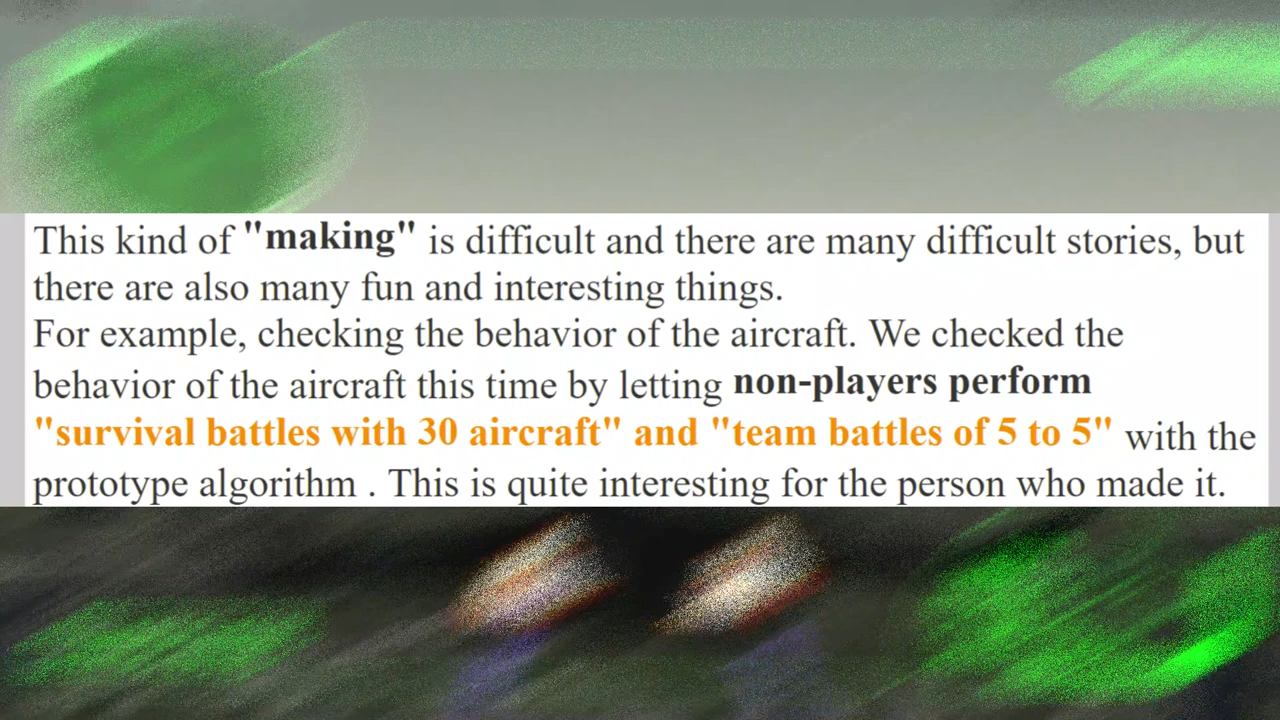 This kind of "making" is difficult and there are many difficult stories, but
there are also many fun and interesting things.
For example, checking the behavior of the aircraft. We checked the
behavior of the aircraft this time by letting non-players perform
"survival battles with 30 aircraft" and "team battles of 5 to 5" with the
prototype algorithm . This is quite interesting for the person who made it.